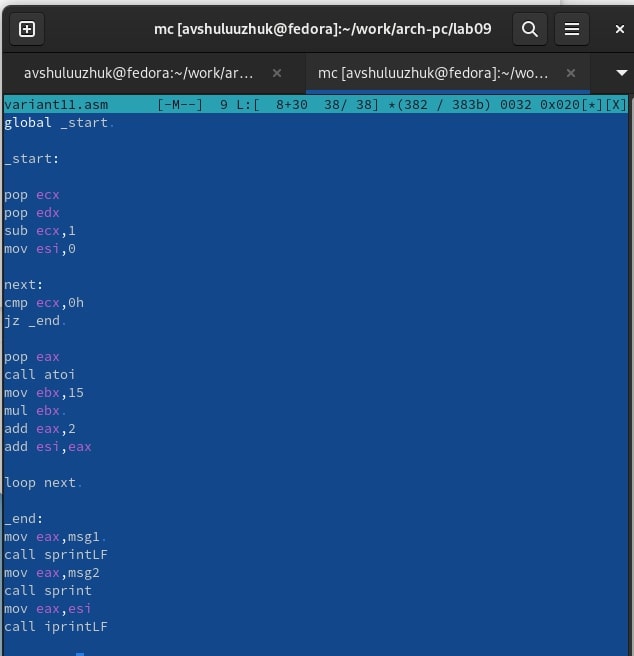 mc [avshuluuzhuk@fedora]:~/work/arch-pc/lab09
avshuluuzhuk@fedora:~/work/ar...
mc [avshuluuzhuk@fedora]:~/wo...
variant11.asm [-M--] 9 L:[ 8+30 38/ 38] *(382 / 383b) 0032 0x020[*][X]
global _start.
_start:
pop ecx
pop edx
sub ecx,1
mov esi,0
next:
cmp ecx,0h
jz _end.
pop eax
call atoi
mov ebx,15
mul ebx.
add eax,2
add esi,eax
loop next.
_end:
mov eax,msg1.
call sprintLF
mov eax,msg2
call sprint
mov eax,esi
call iprintLF